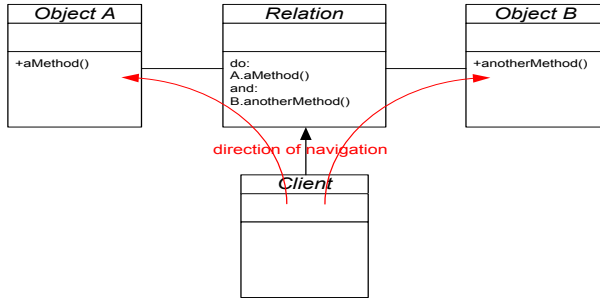 Object A
Relation
Object B
+aMethod()
do:
A.aMethod()
and:
B.anotherMethod()
+anotherMethod()
direction of navigation
Client